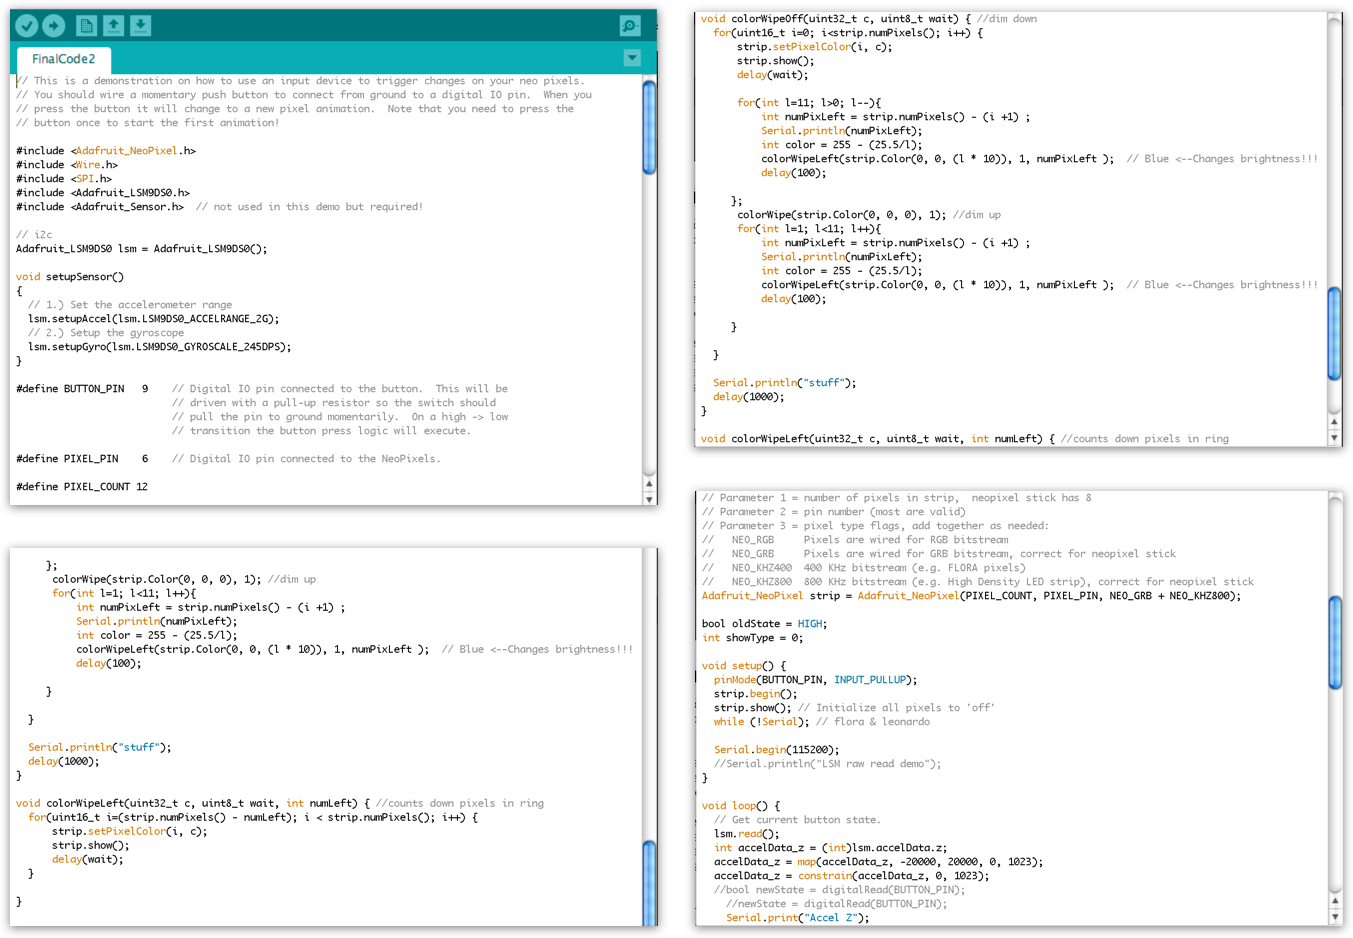 FinalCode2
// This is a demonstration on how to use an input device to trigger changes on your neo pixels.
// You should wire a momentary push button to connect from ground to a digital IO pin.  When you
// press the button it will change to a new pixel animation.  Note that you need to press the
// button once to start the first animation!
#include <Adafruit_NeoPixel.h>
#include <Wire.h>
#include <SPI.h>
#include <Adafruit_LSM9DS0.h>
#include <Adafruit_Sensor.h>  // not used in this demo but required!
// i2c
Adafruit_LSM9DS0 lsm = Adafruit_LSM9DS0();
void setupSensor()
{
  // 1.) Set the accelerometer range
  lsm.setupAccel(lsm.LSM9DS0_ACCELRANGE_2G);
  // 2.) Setup the gyroscope
  lsm.setupGyro(lsm.LSM9DS0_GYROSCALE_245DPS);
}
#define BUTTON_PIN   9    // Digital IO pin connected to the button.  This will be
                          // driven with a pull-up resistor so the switch should
                          // pull the pin to ground momentarily.  On a high -> low
                          // transition the button press logic will execute.
#define PIXEL_PIN    6    // Digital IO pin connected to the NeoPixels.
#define PIXEL_COUNT 12
      };
      colorWipe(strip.Color(0, 0, 0), 1); //dim up
      for(int l=1; l<11; l++){
          int numPixLeft = strip.numPixels() - (i +1) ;
          Serial.println(numPixLeft);
          int color = 255 - (25.5/l);
          colorWipeLeft(strip.Color(0, 0, (l * 10)), 1, numPixLeft );  // Blue <--Changes brightness!!!
          delay(100);
     }
  }
  Serial.println("stuff");
  delay(1000);
}
void colorWipeLeft(uint32_t c, uint8_t wait, int numLeft) { //counts down pixels in ring
  for(uint16_t i=(strip.numPixels() - numLeft); i < strip.numPixels(); i++) {
      strip.setPixelColor(i, c);
      strip.show();
      delay(wait);
  }
}
void colorWipeOff(uint32_t c, uint8_t wait) { //dim down
  for(uint16_t i=0; i<strip.numPixels(); i++) {
      strip.setPixelColor(i, c);
      strip.show();
      delay(wait);
      for(int l=11; l>0; l--){
          int numPixLeft = strip.numPixels() - (i +1) ;
          Serial.println(numPixLeft);
          int color = 255 - (25.5/l);
          colorWipeLeft(strip.Color(0, 0, (l * 10)), 1, numPixLeft );  // Blue <--Changes brightness!!!
          delay(100);
     };
      colorWipe(strip.Color(0, 0, 0), 1); //dim up
      for(int l=1; l<11; l++){
          int numPixLeft = strip.numPixels() - (i +1) ;
          Serial.println(numPixLeft);
          int color = 255 - (25.5/l);
          colorWipeLeft(strip.Color(0, 0, (l * 10)), 1, numPixLeft );  // Blue <--Changes brightness!!!
          delay(100);
     }
  }
  Serial.println("stuff");
  delay(1000);
}
void colorWipeLeft(uint32_t c, uint8_t wait, int numLeft) { //counts down pixels in ring
// Parameter 1 = number of pixels in strip,  neopixel stick has 8
// Parameter 2 = pin number (most are valid)
// Parameter 3 = pixel type flags, add together as needed:
//   NEO_RGB     Pixels are wired for RGB bitstream
//   NEO_GRB     Pixels are wired for GRB bitstream, correct for neopixel stick
//   NEO_KHZ400  400 KHz bitstream (e.g. FLORA pixels)
//   NEO_KHZ800  800 KHz bitstream (e.g. High Density LED strip), correct for neopixel stick
Adafruit_NeoPixel strip = Adafruit_NeoPixel(PIXEL_COUNT, PIXEL_PIN, NEO_GRB + NEO_KHZ800);
bool oldState = HIGH;
int showType = 0;
void setup() {
  pinMode(BUTTON_PIN, INPUT_PULLUP);
  strip.begin();
  strip.show(); // Initialize all pixels to 'off'
  while (!Serial); // flora & leonardo
  Serial.begin(115200);
  //Serial.println("LSM raw read demo");
}
void loop() {
  // Get current button state.
  lsm.read();
  int accelData_z = (int)lsm.accelData.z;
  accelData_z = map(accelData_z, -20000, 20000, 0, 1023);
  accelData_z = constrain(accelData_z, 0, 1023);
  //bool newState = digitalRead(BUTTON_PIN);
    //newState = digitalRead(BUTTON_PIN);
    Serial.print("Accel Z");